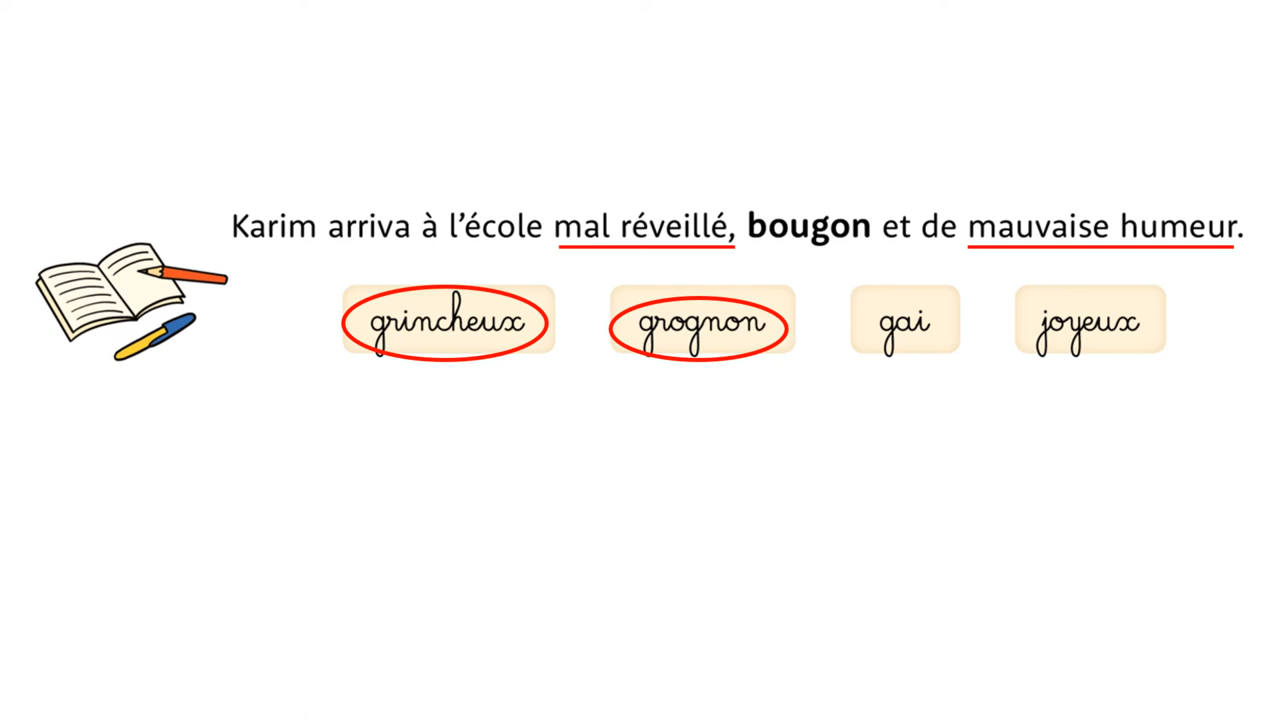 Karim arriva à l’école mal réveillé, bougon et de mauvaise humeur.
grincheux grognon gai joyeux